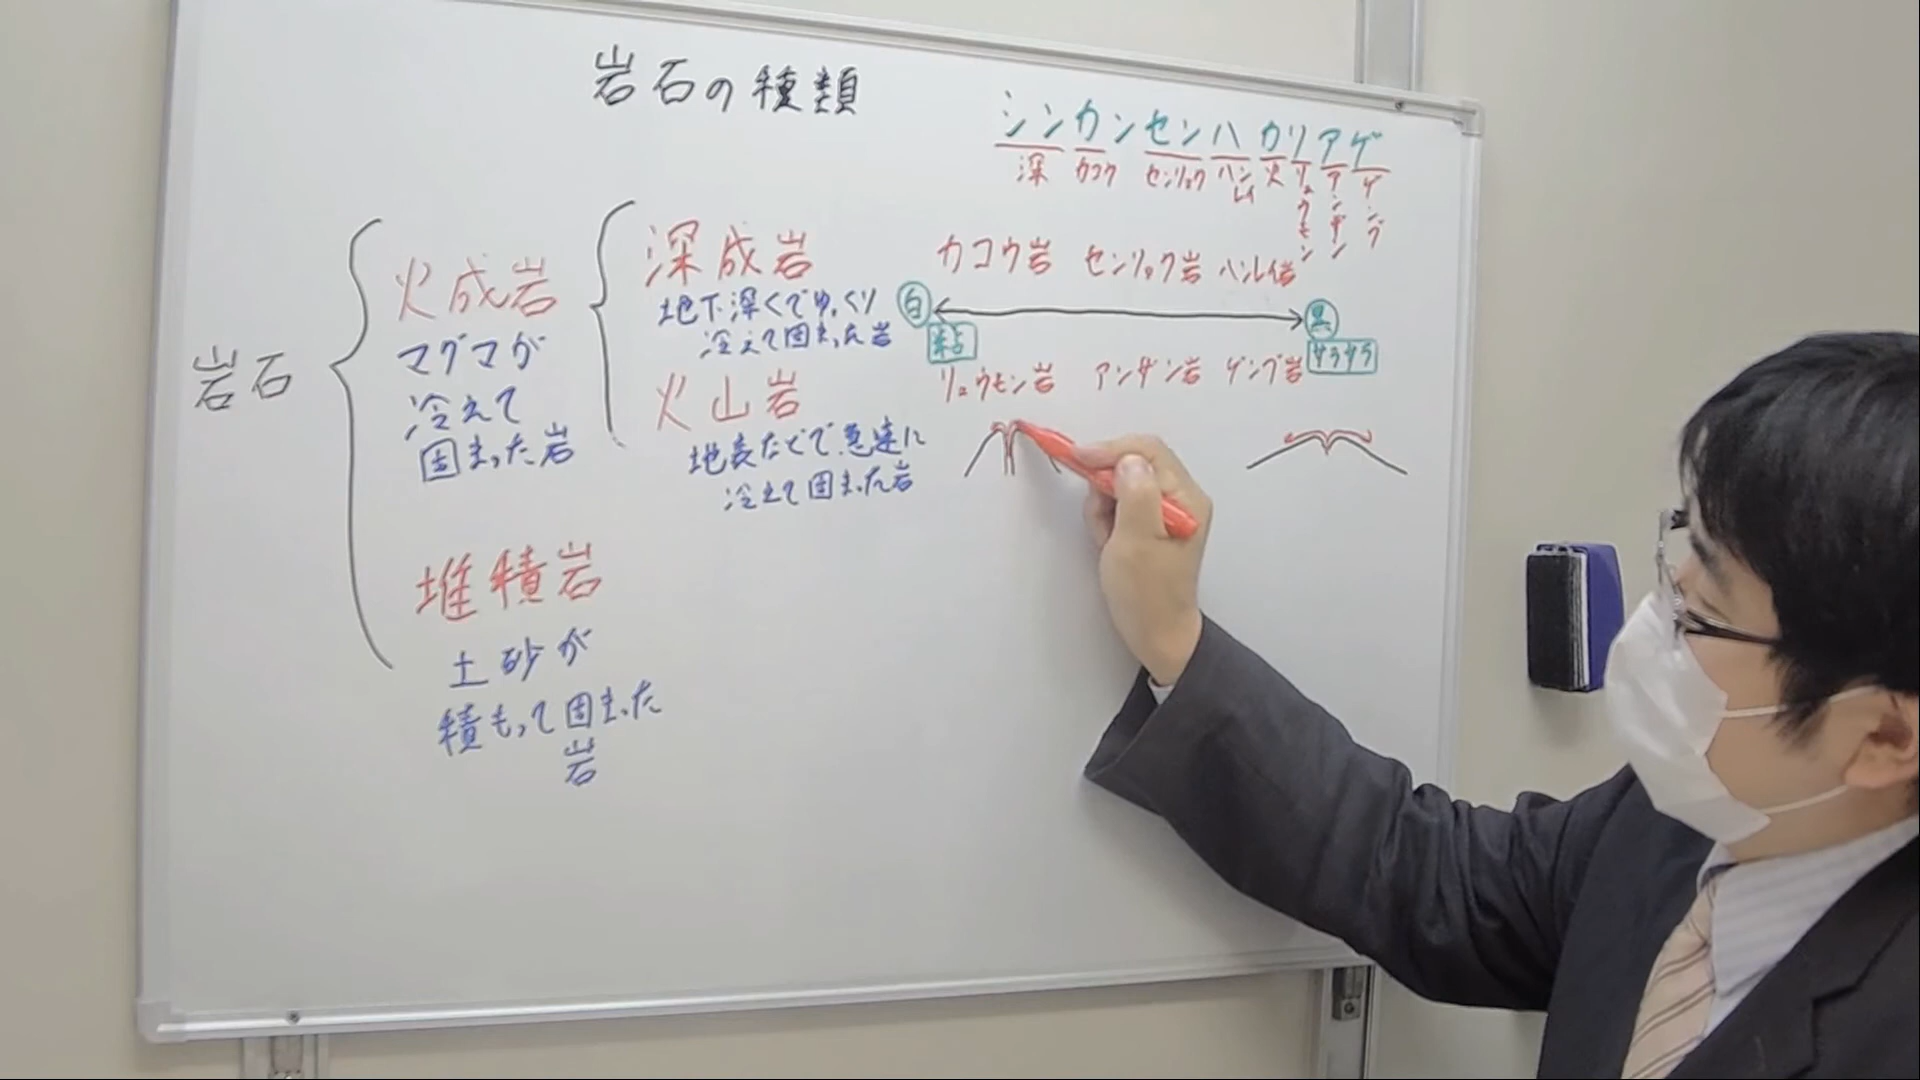 岩石の種類
シンカンセンハカリアゲ
深 カコウ センリョク ハンレイ 火 リュウモン アンザン ゲンブ
岩石
火成岩
マグマが
冷えて
固まった岩
堆積岩
土砂が
積もって固まった
岩
深成岩
地下深くでゆっくり
冷えて固まった岩
火山岩
地表などで急速に
冷えて固まった岩
カコウ岩 センリョク岩 ハンレイ岩
白 黒
粘 サラサラ
リュウモン岩 アンザン岩 ゲンブ岩